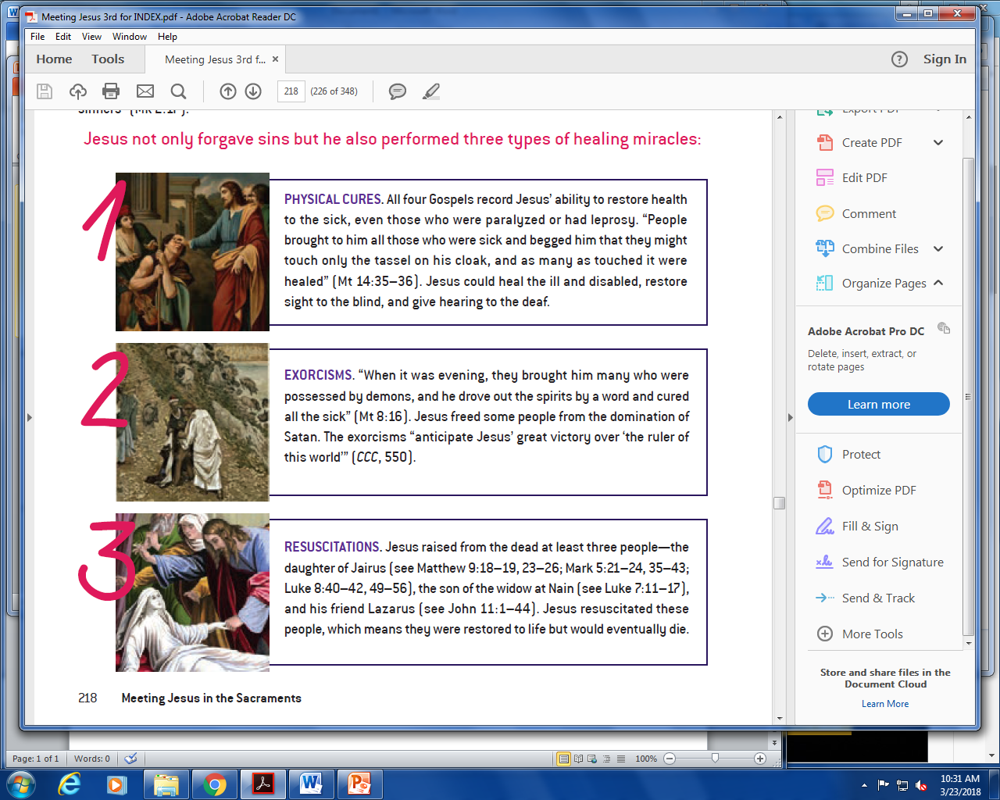 Meeting Jesus 3rd for INDEX.pdf - Adobe Acrobat Reader DC
File Edit View Window Help
Home Tools Meeting Jesus 3rd f... × Sign In
218 (226 of 348)
Jesus not only forgave sins but he also performed three types of healing miracles:
1
PHYSICAL CURES. All four Gospels record Jesus’ ability to restore health
to the sick, even those who were paralyzed or had leprosy. “People
brought to him all those who were sick and begged him that they might
touch only the tassel on his cloak, and as many as touched it were
healed” (Mt 14:35–36). Jesus could heal the ill and disabled, restore
sight to the blind, and give hearing to the deaf.
2
EXORCISMS. “When it was evening, they brought him many who were
possessed by demons, and he drove out the spirits by a word and cured
all the sick” (Mt 8:16). Jesus freed some people from the domination of
Satan. The exorcisms “anticipate Jesus’ great victory over ‘the ruler of
this world’” (CCC, 550).
3
RESUSCITATIONS. Jesus raised from the dead at least three people—the
daughter of Jairus (see Matthew 9:18–19, 23–26; Mark 5:21–24, 35–43;
Luke 8:40–42, 49–56), the son of the widow at Nain (see Luke 7:11–17),
and his friend Lazarus (see John 11:1–44). Jesus resuscitated these
people, which means they were restored to life but would eventually die.
218 Meeting Jesus in the Sacraments
Export PDF
Create PDF
Edit PDF
Comment
Combine Files
Organize Pages
Adobe Acrobat Pro DC
Delete, insert, extract, or
rotate pages
Learn more
Protect
Optimize PDF
Fill & Sign
Send for Signature
Send & Track
More Tools
Store and share files in the
Document Cloud
Learn More
Page: 1 of 1 Words: 0 100%
10:31 AM
3/23/2018